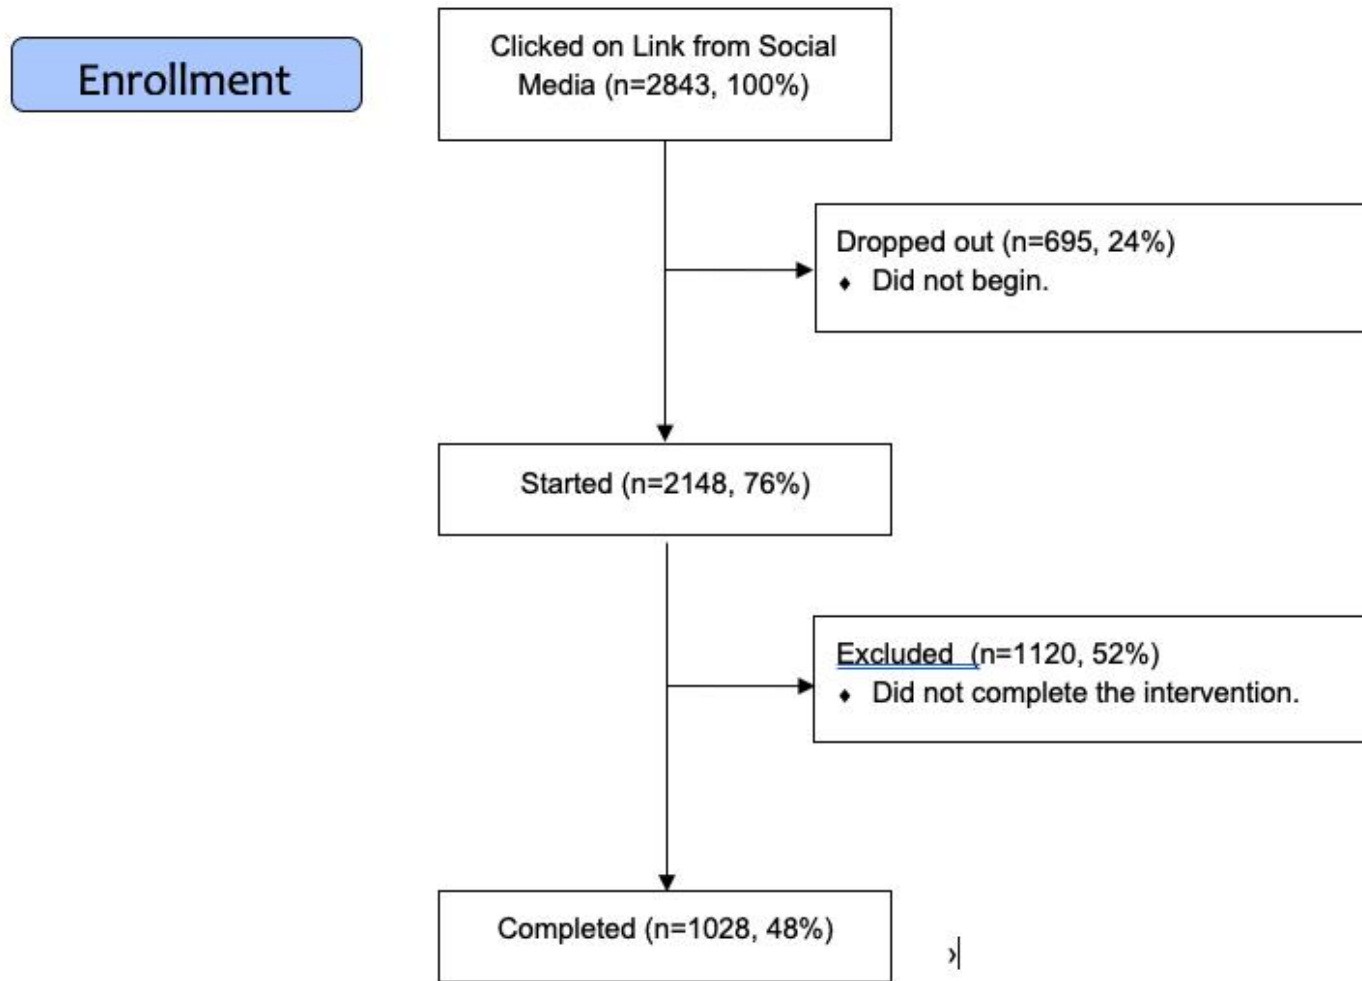 Enrollment
Clicked on Link from Social
Media (n=2843, 100%)
Dropped out (n=695, 24%)
♦ Did not begin.
Started (n=2148, 76%)
Excluded  (n=1120, 52%)
♦ Did not complete the intervention.
Completed (n=1028, 48%)
›